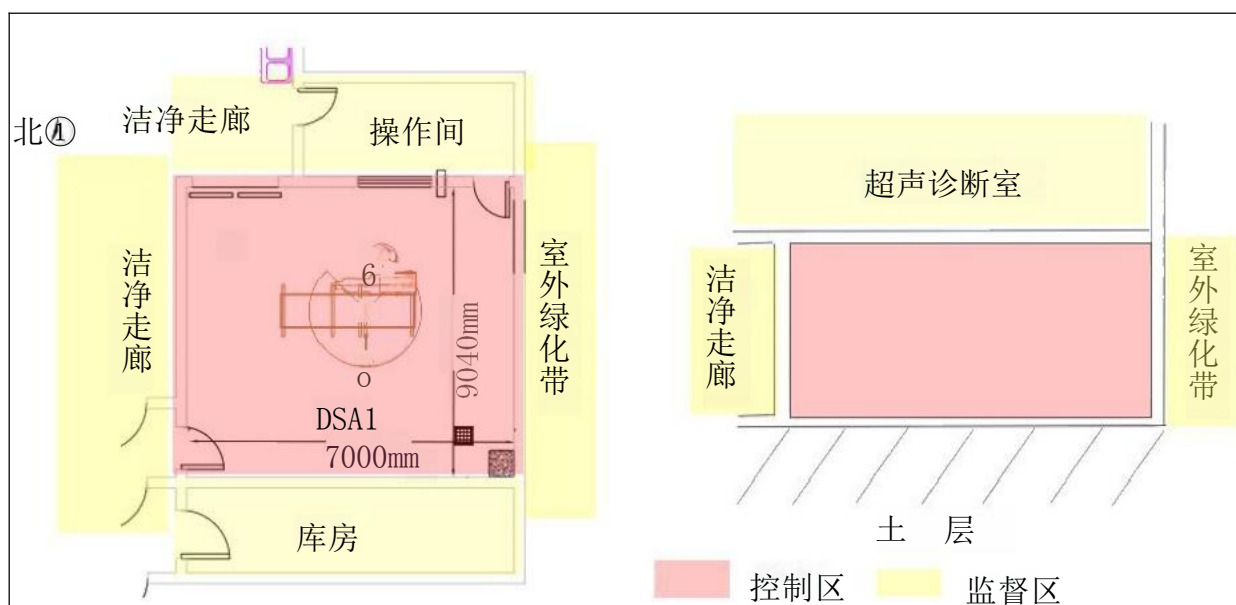 北
洁净走廊
操作间
洁净走廊
6
室外绿化带
9040mm
O
DSA1
7000mm
库房
超声诊断室
洁净走廊
室外绿化带
土 层
控制区
监督区